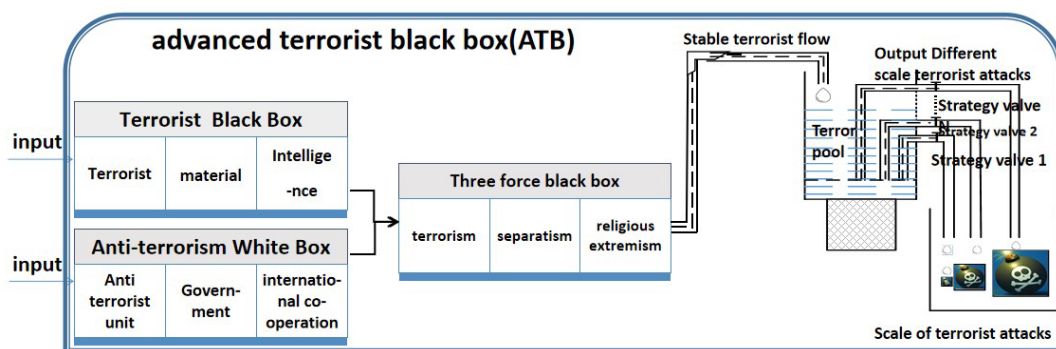 advanced terrorist black box(ATB)
Stable terrorist flow
Output Different
scale terrorist attacks
input
Terrorist Black Box
Terrorist
material
Intellige
-nce
input
Anti-terrorism White Box
Anti
terrorist
unit
Govern-
ment
internatio-
nal co-
operation
Three force black box
terrorism
separatism
religious
extremism
Terror
pool
Strategy valve
N
Strategy valve 2
Strategy valve 1
Scale of terrorist attacks